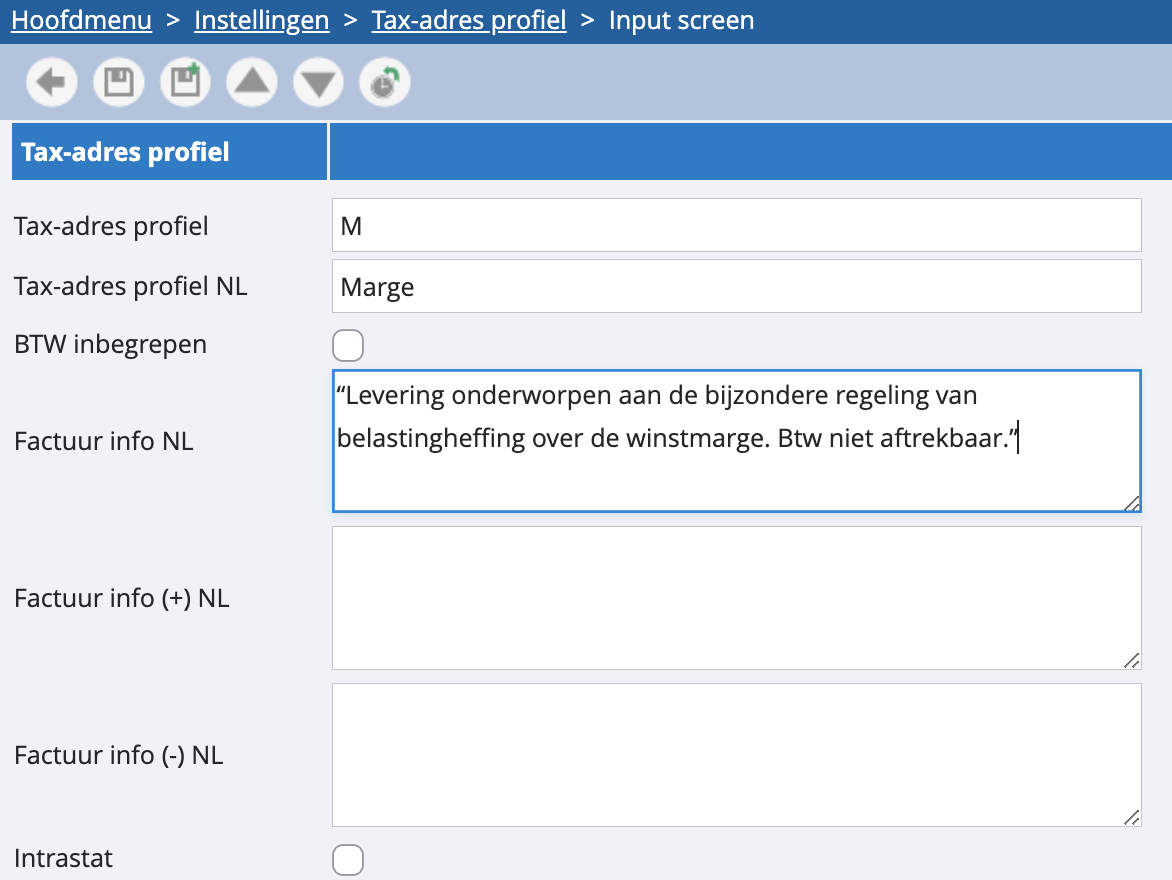 Hoofdmenu > Instellingen > Tax-adres profiel > Input screen
Tax-adres profiel
Tax-adres profiel M
Tax-adres profiel NL Marge
BTW inbegrepen
Factuur info NL
“Levering onderworpen aan de bijzondere regeling van
belastingheffing over de winstmarge. Btw niet aftrekbaar.”
Factuur info (+) NL
Factuur info (-) NL
Intrastat